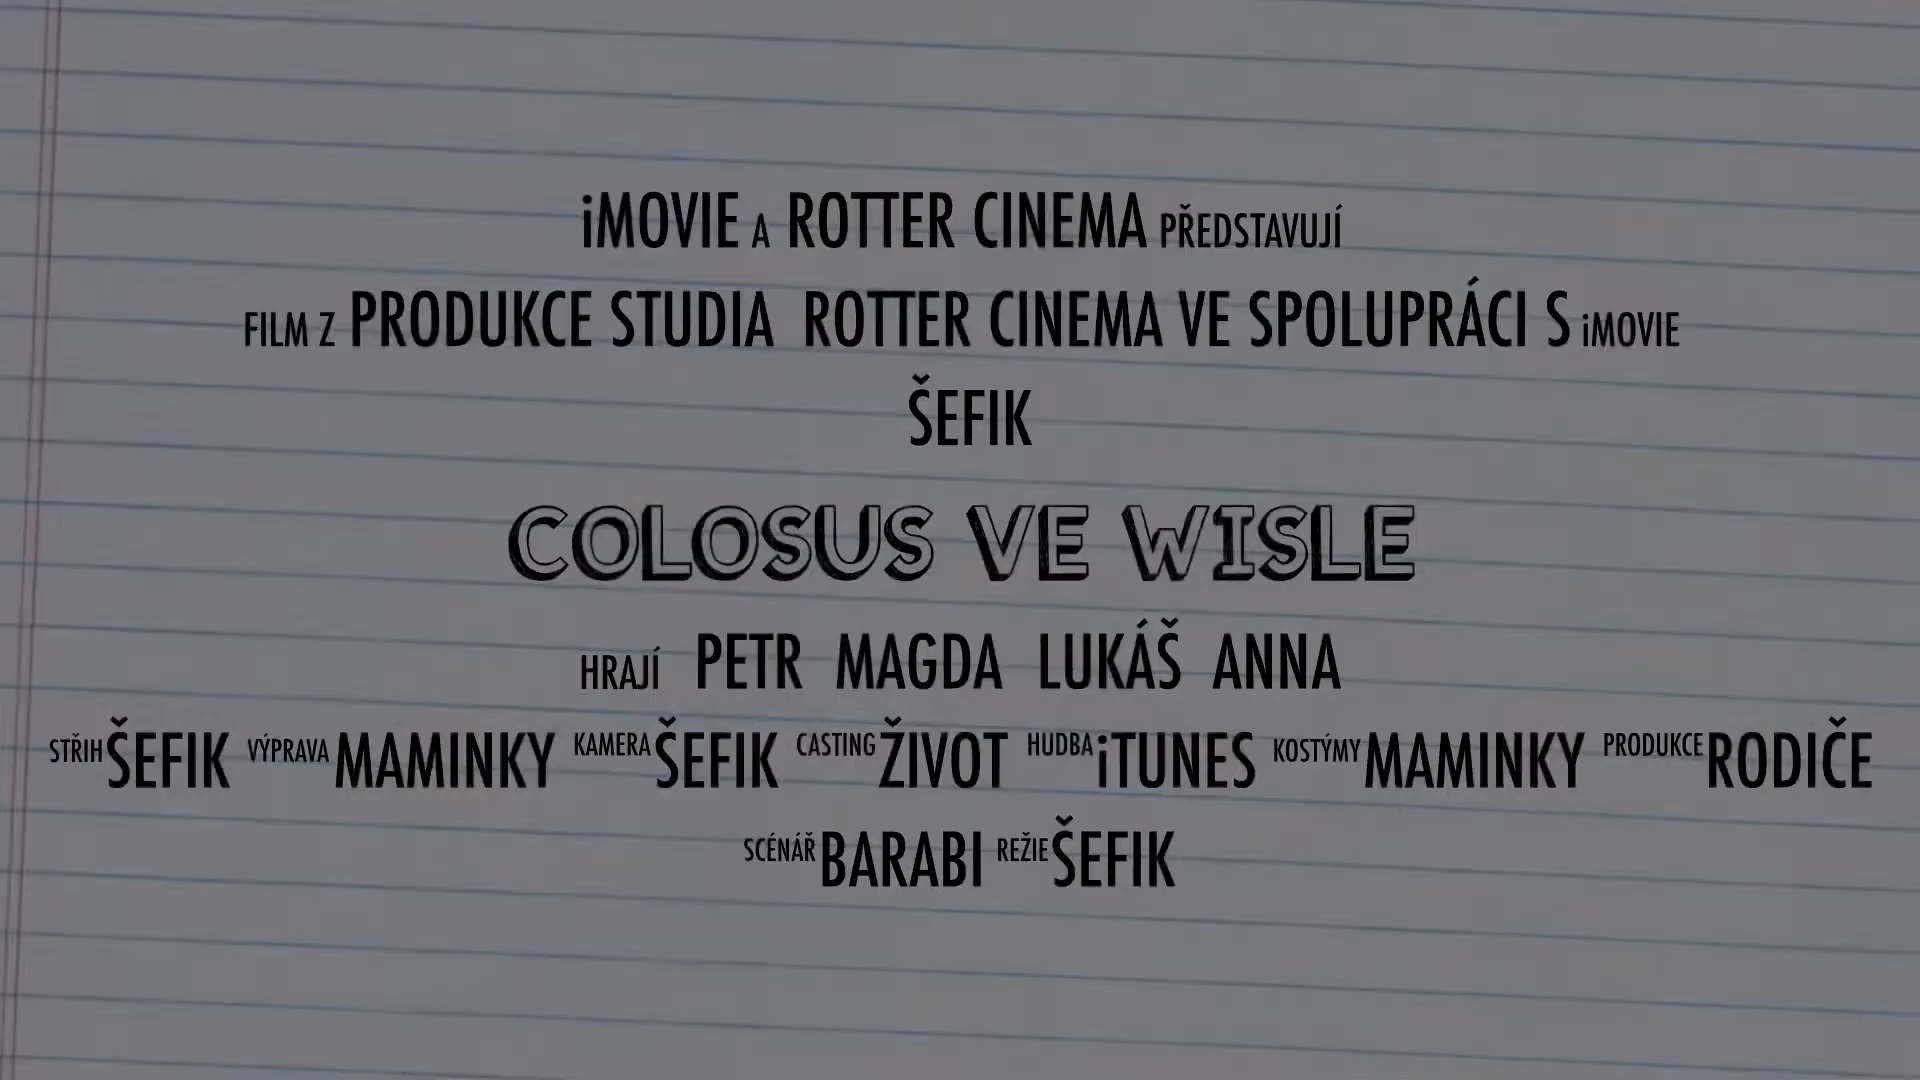 iMOVIE A ROTTER CINEMA PŘEDSTAVUJÍ
FILM Z PRODUKCE STUDIA ROTTER CINEMA VE SPOLUPRÁCI S iMOVIE
ŠEFIK
COLOSUS VE WISLE
HRAJÍ PETR MAGDA LUKÁŠ ANNA
STŘIH ŠEFIK VÝPRAVA MAMINKY KAMERA ŠEFIK CASTING ŽIVOT HUDBA iTUNES KOSTÝMY MAMINKY PRODUKCE RODIČE
SCÉNÁŘ BARABI REŽIE ŠEFIK